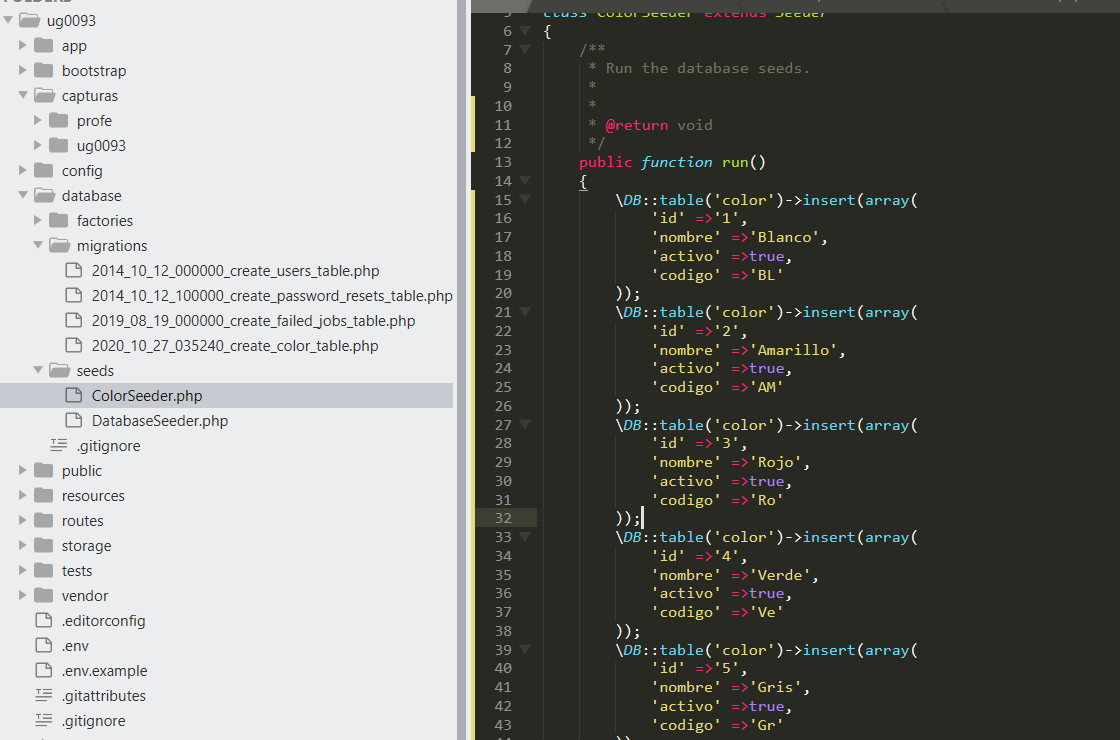 FOLDERS
ug0093
app
bootstrap
capturas
profe
ug0093
config
database
factories
migrations
2014_10_12_000000_create_users_table.php
2014_10_12_100000_create_password_resets_table.php
2019_08_19_000000_create_failed_jobs_table.php
2020_10_27_035240_create_color_table.php
seeds
ColorSeeder.php
DatabaseSeeder.php
.gitignore
public
resources
routes
storage
tests
vendor
.editorconfig
.env
.env.example
.gitattributes
.gitignore
5 class ColorSeeder extends Seeder
6 {
7 /**
8 * Run the database seeds.
9 *
10 *
11 * @return void
12 */
13 public function run()
14 {
15 \DB::table('color')->insert(array(
16 'id' =>'1',
17 'nombre' =>'Blanco',
18 'activo' =>true,
19 'codigo' =>'BL'
20 ));
21 \DB::table('color')->insert(array(
22 'id' =>'2',
23 'nombre' =>'Amarillo',
24 'activo' =>true,
25 'codigo' =>'AM'
26 ));
27 \DB::table('color')->insert(array(
28 'id' =>'3',
29 'nombre' =>'Rojo',
30 'activo' =>true,
31 'codigo' =>'Ro'
32 ));
33 \DB::table('color')->insert(array(
34 'id' =>'4',
35 'nombre' =>'Verde',
36 'activo' =>true,
37 'codigo' =>'Ve'
38 ));
39 \DB::table('color')->insert(array(
40 'id' =>'5',
41 'nombre' =>'Gris',
42 'activo' =>true,
43 'codigo' =>'Gr'